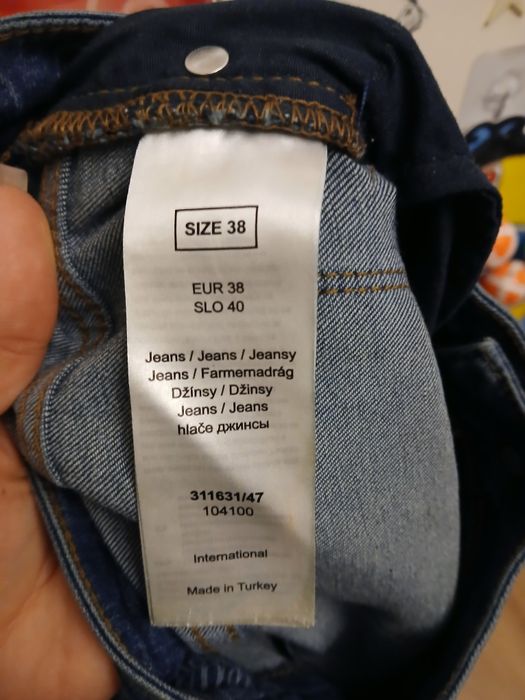 SIZE 38
EUR 38
SLO 40
Jeans / Jeans / Jeansy
Jeans / Farmernadrág
Džínsy / Džinsy
Jeans / Jeans
hlače джинсы
311631/47
104100
International
Made in Turkey